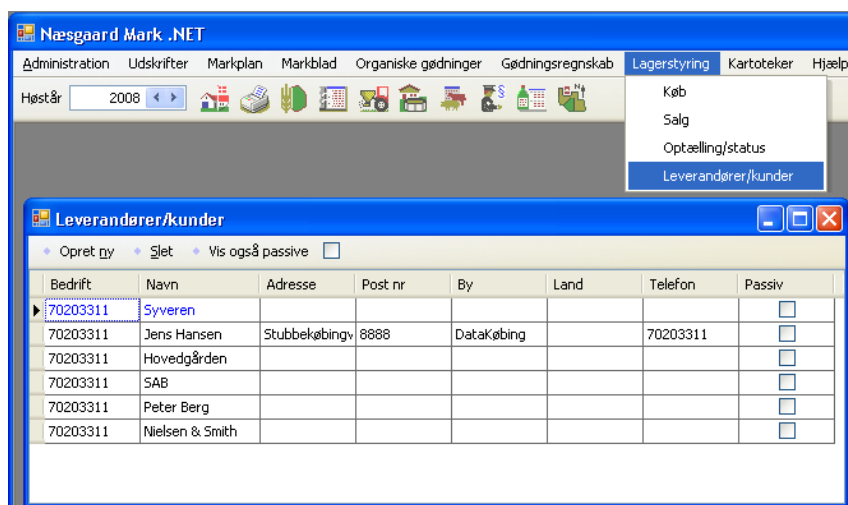 Næsgaard Mark .NET
Administration Udskrifter Markplan Markblad Organiske gødninger Gødningsregnskab Lagerstyring Kartoteker Hjælp
Høstår 2008
Køb
Salg
Optælling/status
Leverandører/kunder
Leverandører/kunder
Opret ny Slet Vis også passive
Bedrift Navn Adresse Post nr By Land Telefon Passiv
70203311 Syveren
70203311 Jens Hansen Stubbekøbingv 8888 DataKøbing 70203311
70203311 Hovedgården
70203311 SAB
70203311 Peter Berg
70203311 Nielsen & Smith